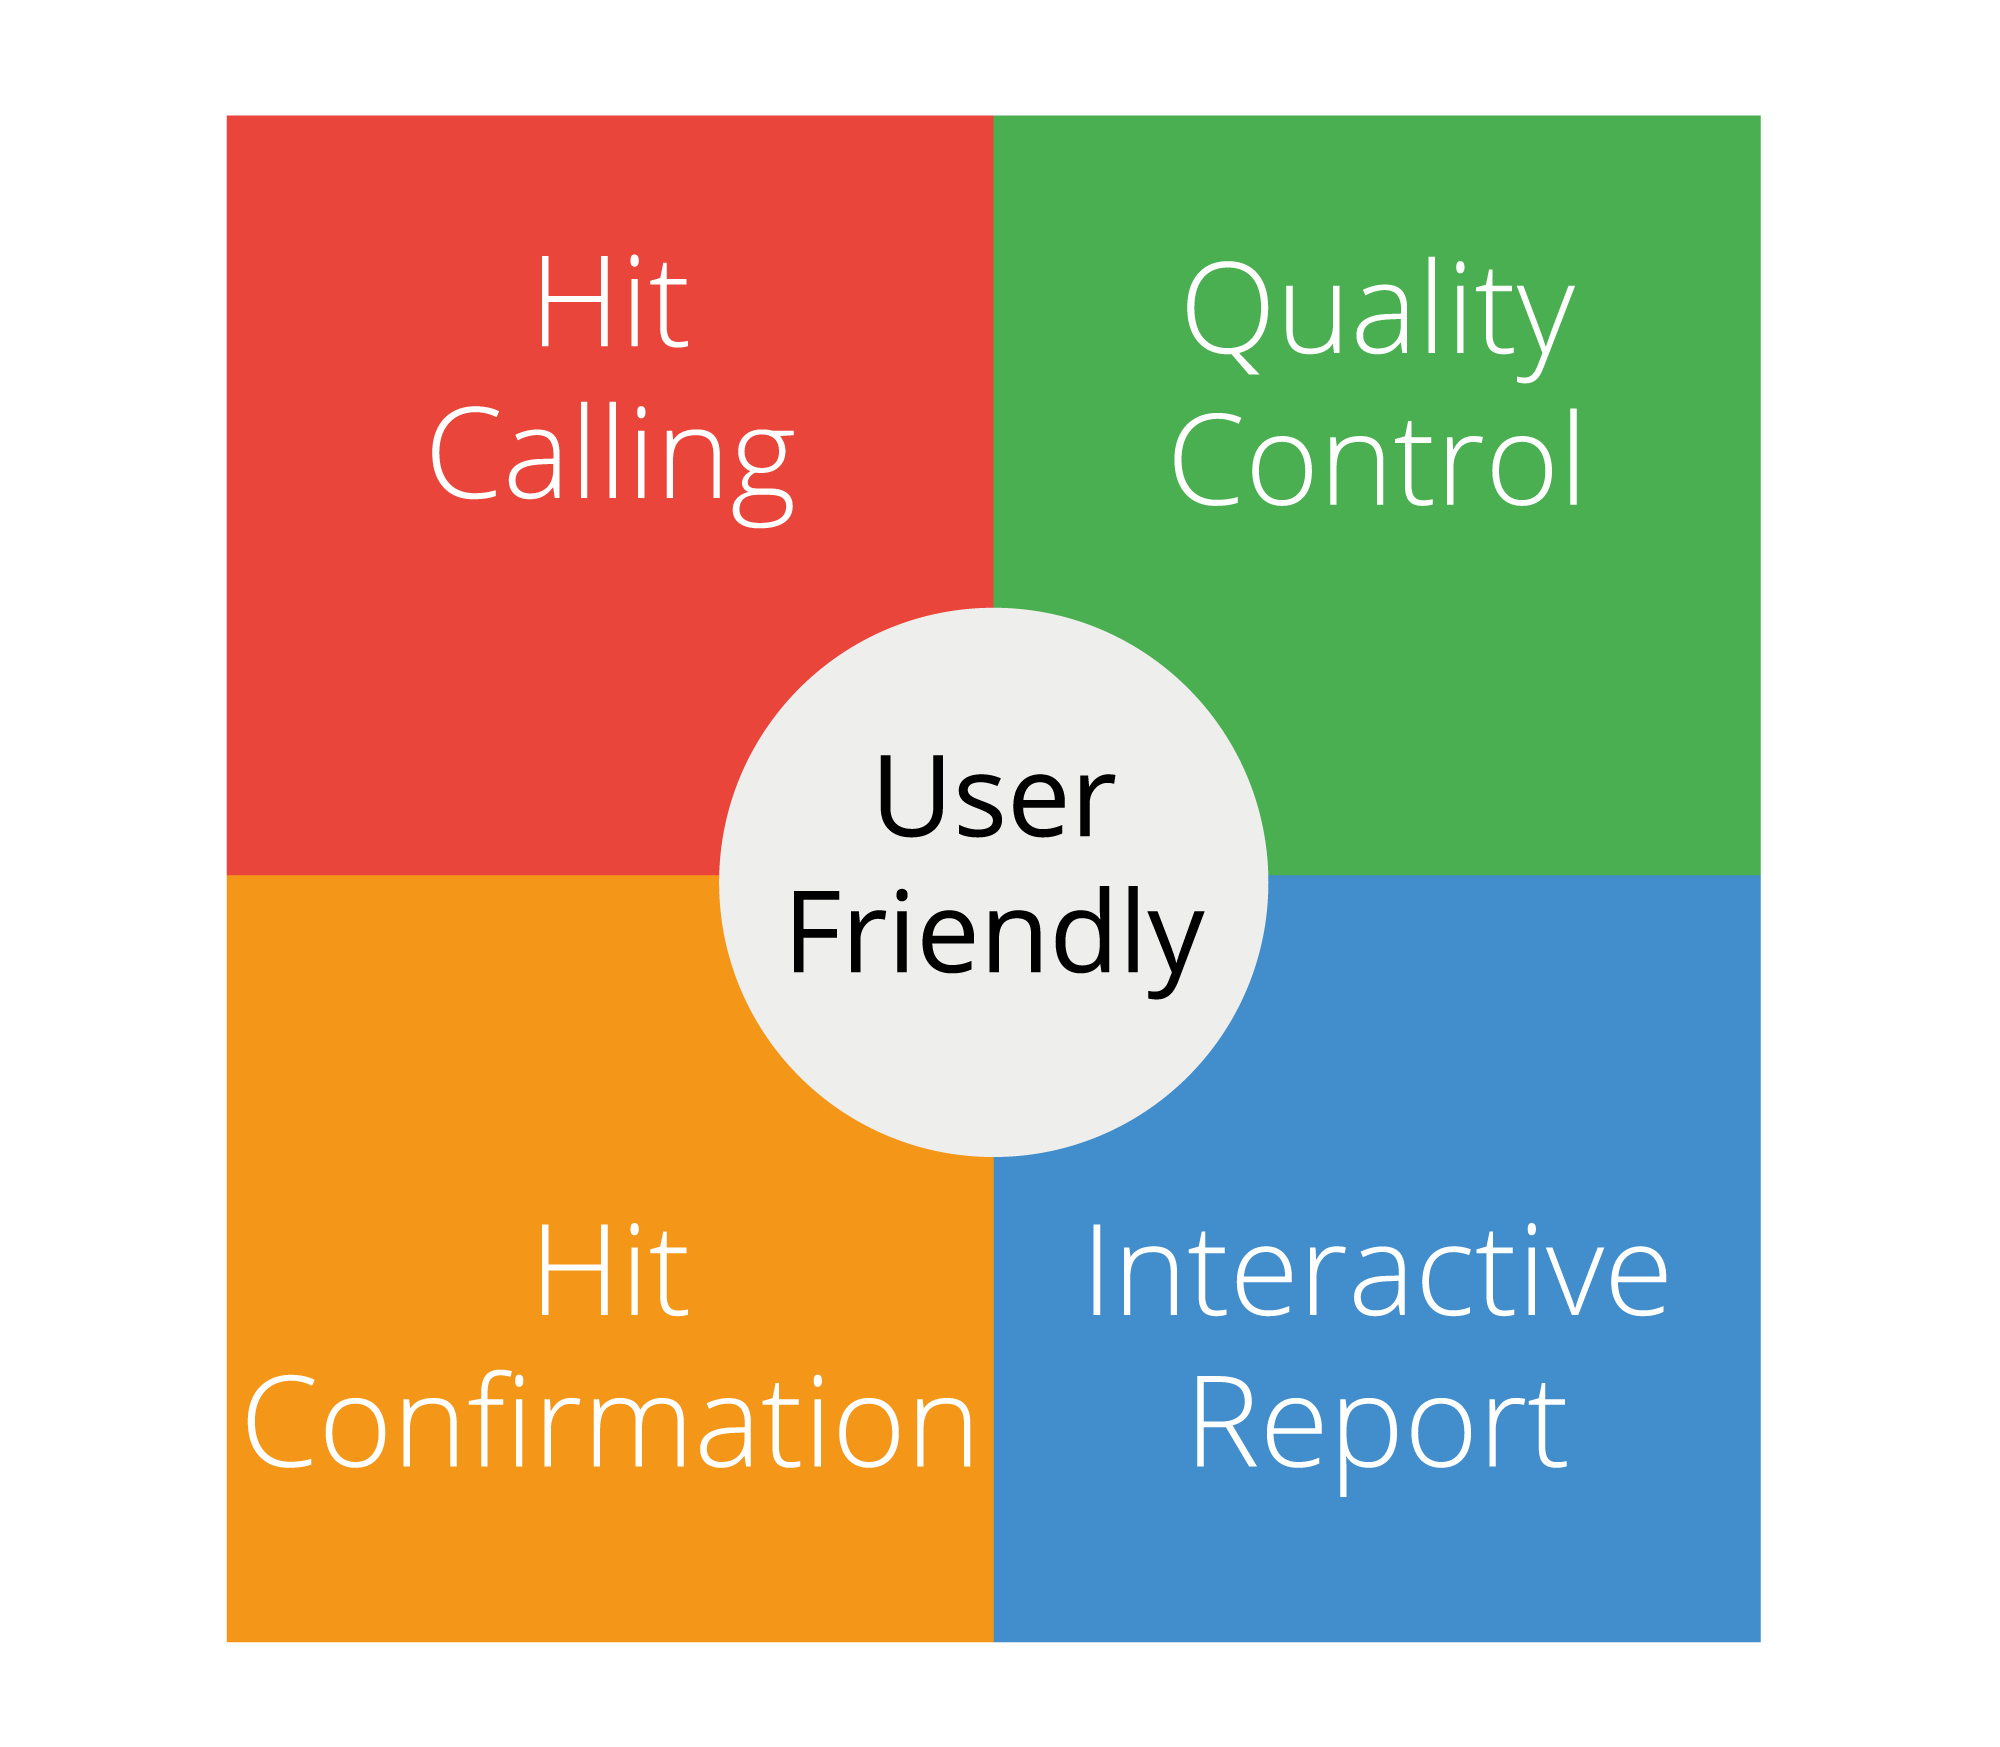 Hit
Calling
Quality
Control
User
Friendly
Hit
Confirmation
Interactive
Report